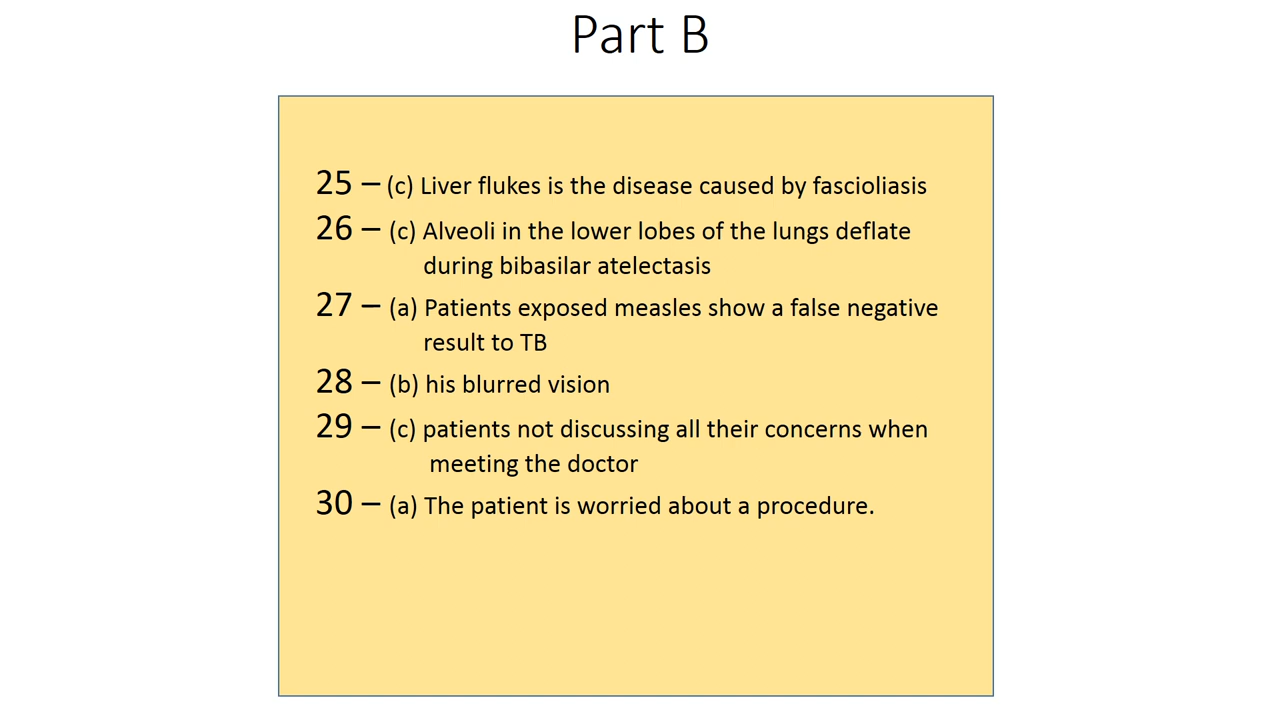 Part B
25 – (c) Liver flukes is the disease caused by fascioliasis
26 – (c) Alveoli in the lower lobes of the lungs deflate
during bibasilar atelectasis
27 – (a) Patients exposed measles show a false negative
result to TB
28 – (b) his blurred vision
29 – (c) patients not discussing all their concerns when
meeting the doctor
30 – (a) The patient is worried about a procedure.